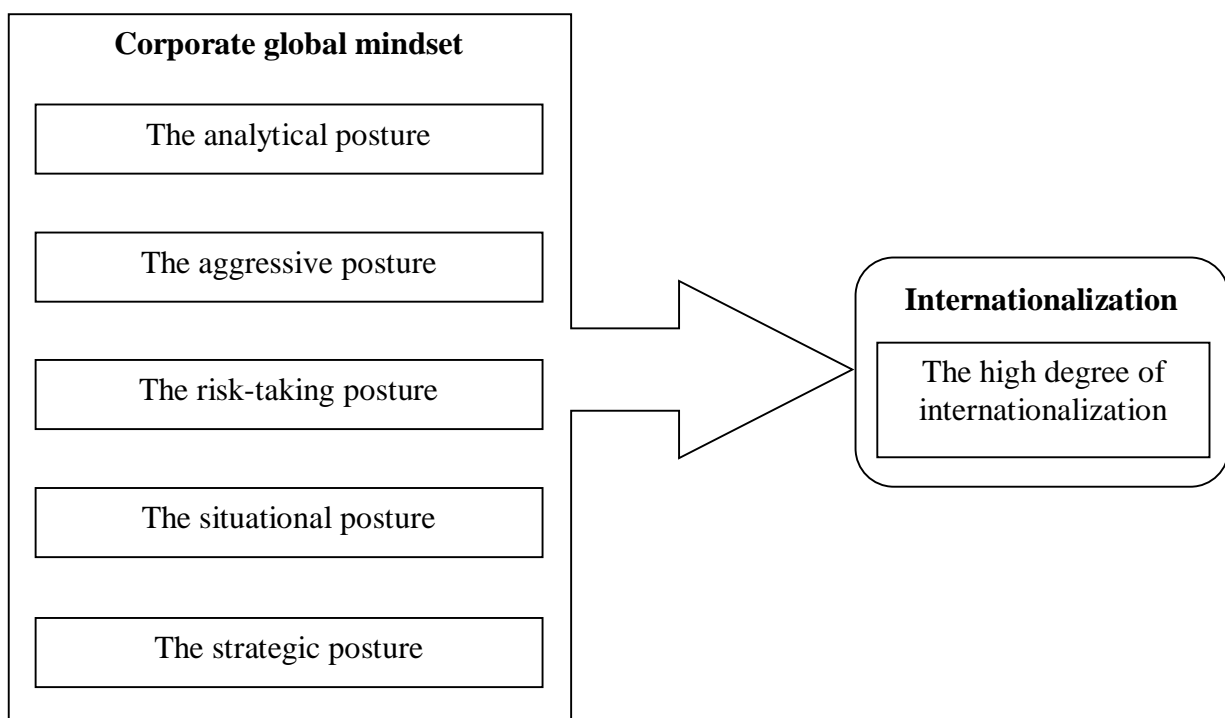 Corporate global mindset
The analytical posture
The aggressive posture
The risk-taking posture
The situational posture
The strategic posture
Internationalization
The high degree of
internationalization